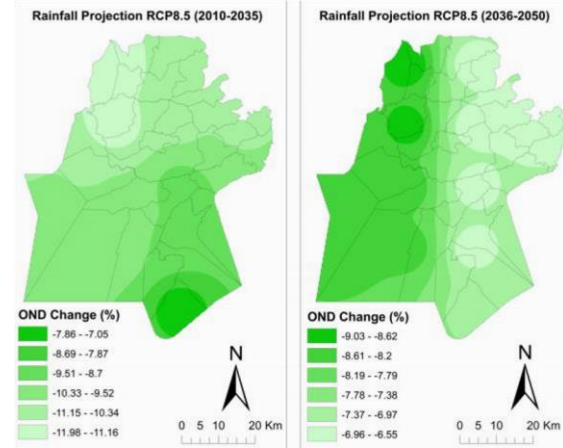 Rainfall Projection RCP8.5 (2010-2035)
OND Change (%)
-7.86 - -7.05
-8.69 - -7.87
-9.51 - -8.7
-10.33 - -9.52
-11.15 - -10.34
-11.98 - -11.16
N
0 5 10 20 Km
Rainfall Projection RCP8.5 (2036-2050)
OND Change (%)
-9.03 - -8.62
-8.61 - -8.2
-8.19 - -7.79
-7.78 - -7.38
-7.37 - -6.97
-6.96 - -6.55
N
0 5 10 20 Km